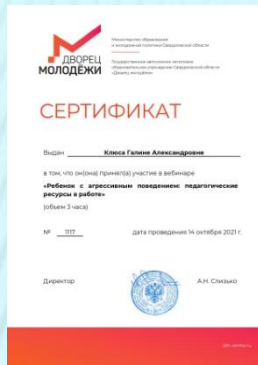 ДВОРЕЦ
МОЛОДЁЖИ
Министерство образования
и молодежной политики Свердловской области
Государственное автономное нетиповое
образовательное учреждение Свердловской области
«Дворец молодёжи»
СЕРТИФИКАТ
Выдан Клюса Галине Александровне
в том, что он(она) принял(а) участие в вебинаре
«Ребенок с агрессивным поведением: педагогические
ресурсы в работе»
(объем 3 часа)
№ 1117 дата проведения 14 октября 2021 г.
Директор А.Н. Слизько